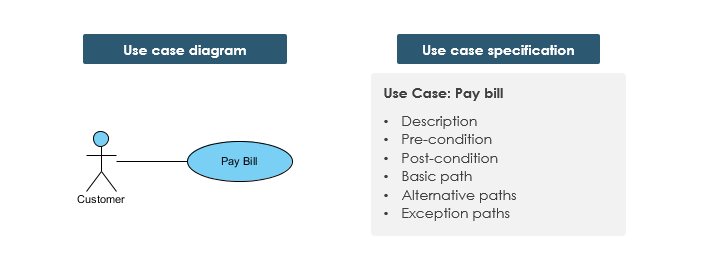 Use case diagram
Use case specification
Pay Bill
Customer
Use Case: Pay bill
• Description
• Pre-condition
• Post-condition
• Basic path
• Alternative paths
• Exception paths